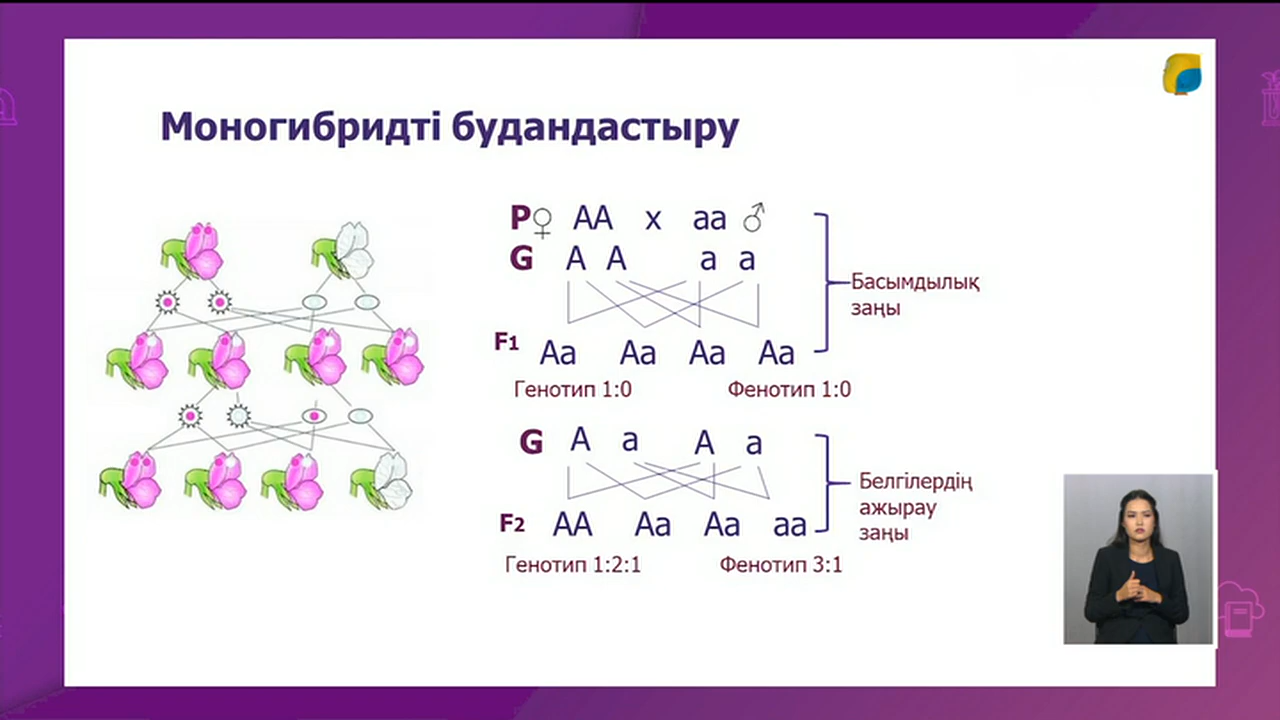 Моногибридті будандастыру
P♀ AA x aa ♂
G A A a a
Басымдылық
заңы
F1 Aa Aa Aa Aa
Генотип 1:0 Фенотип 1:0
G A a A a
Белгілердің
ажырау
заңы
F2 AA Aa Aa aa
Генотип 1:2:1 Фенотип 3:1